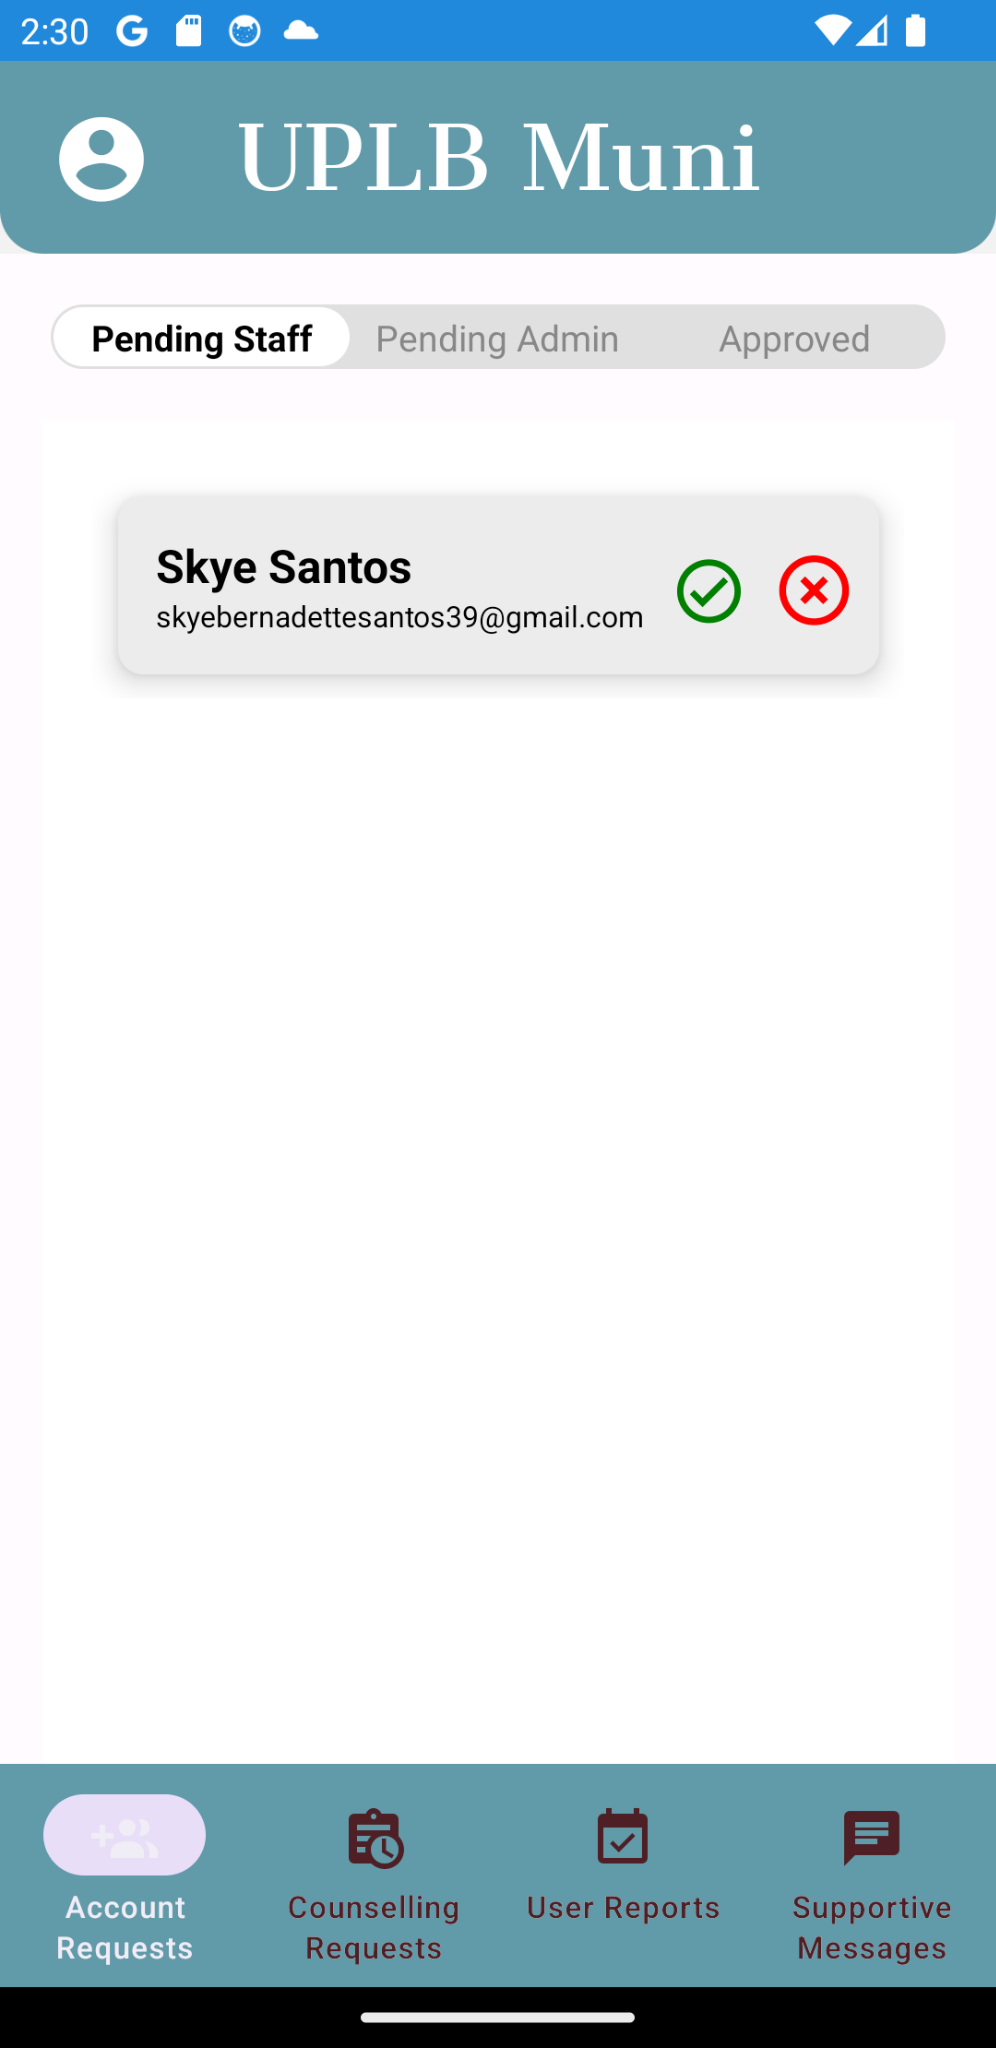 2:30
UPLB Muni
Pending Staff Pending Admin Approved
Skye Santos
skyebernadettesantos39@gmail.com
Account Requests
Counselling Requests
User Reports
Supportive Messages